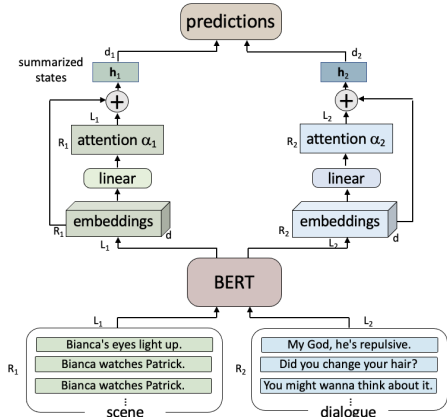 predictions
d₁
d₂
summarized
states
h₁
h₂
+
+
L₁
L₂
R₁
attention α₁
R₂
attention α₂
linear
linear
embeddings
embeddings
R₁
d
R₂
d
L₁
L₂
BERT
L₁
L₂
R₁
Bianca's eyes light up.
Bianca watches Patrick.
Bianca watches Patrick.
...
scene
R₂
My God, he's repulsive.
Did you change your hair?
You might wanna think about it.
...
dialogue